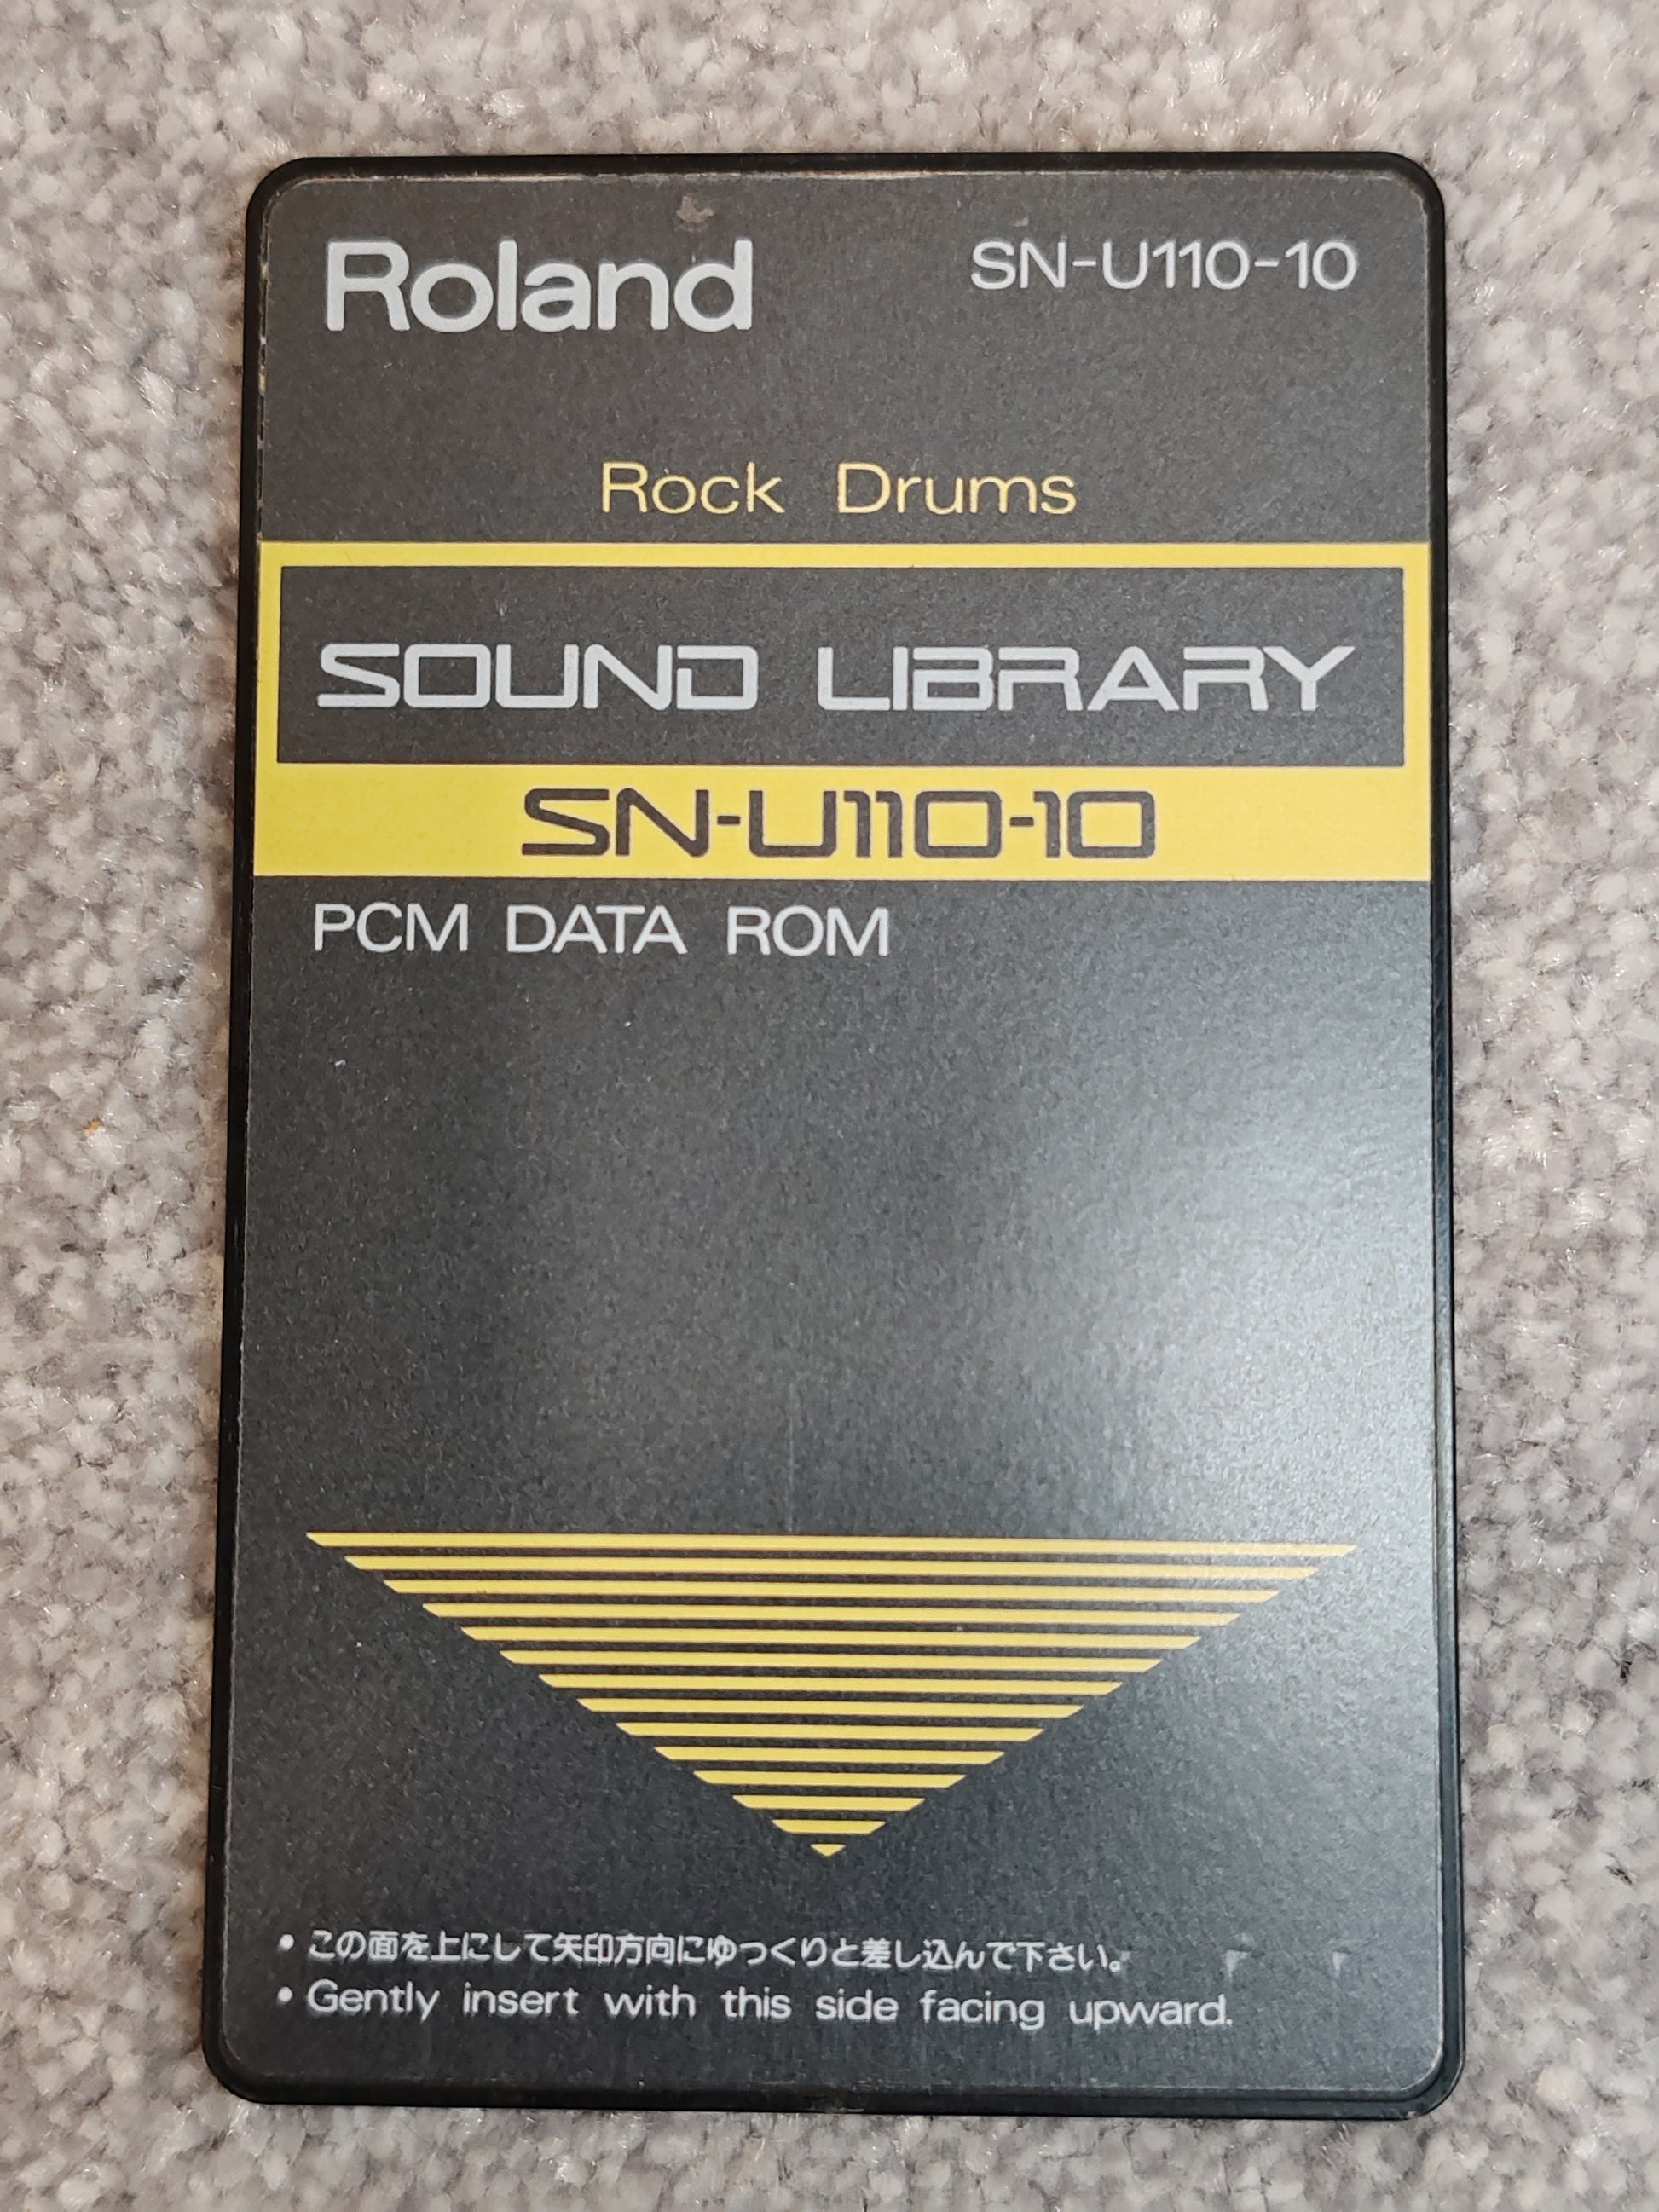 Roland
SN-U110-10
Rock Drums
SOUND LIBRARY
SN-U110-10
PCM DATA ROM
• この面を上にして矢印方向にゆっくりと差し込んで下さい。
• Gently insert with this side facing upward.